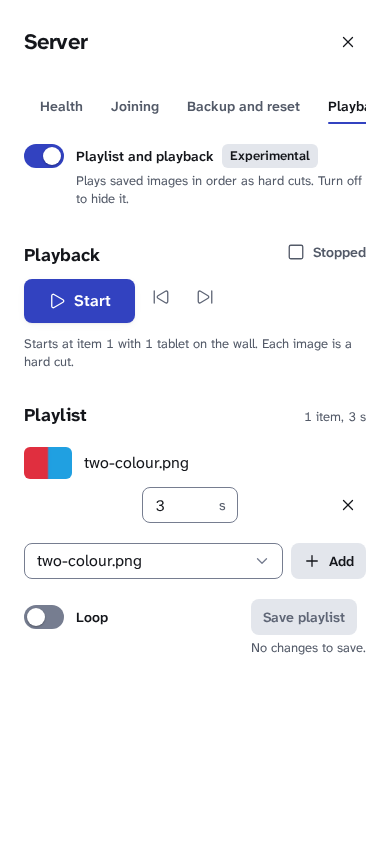 Server
Health Joining Backup and reset Playba
Playlist and playback Experimental
Plays saved images in order as hard cuts. Turn off
to hide it.
Playback Stopped
Start
Starts at item 1 with 1 tablet on the wall. Each image is a
hard cut.
Playlist 1 item, 3 s
two-colour.png
3 s
two-colour.png Add
Loop Save playlist
No changes to save.